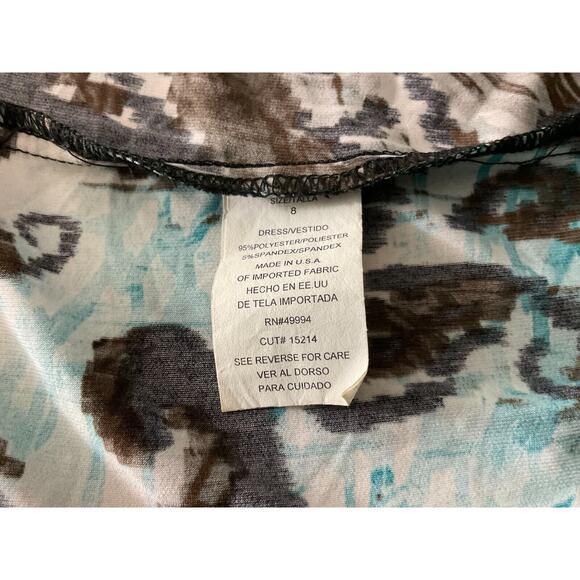 SIZE/TALLA
8
DRESS/VESTIDO
95%POLYESTER/POLIESTER
5%SPANDEX/SPANDEX
MADE IN U.S.A
OF IMPORTED FABRIC
HECHO EN EE.UU
DE TELA IMPORTADA
RN#49994
CUT# 15214
SEE REVERSE FOR CARE
VER AL DORSO
PARA CUIDADO